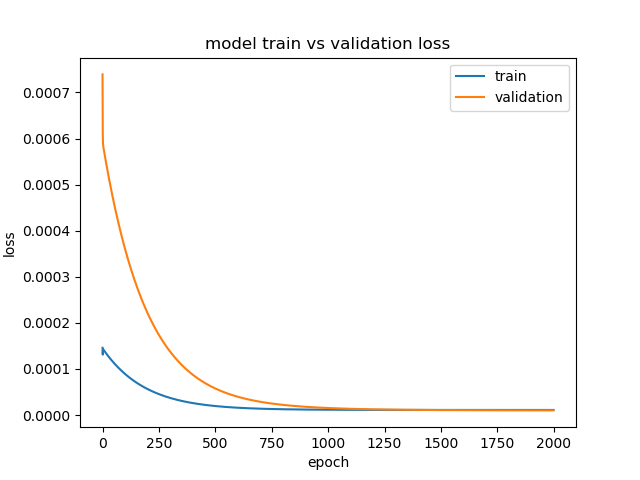 model train vs validation loss
train
validation
0.0007
0.0006
0.0005
0.0004
0.0003
0.0002
0.0001
0.0000
loss
0 250 500 750 1000 1250 1500 1750 2000
epoch